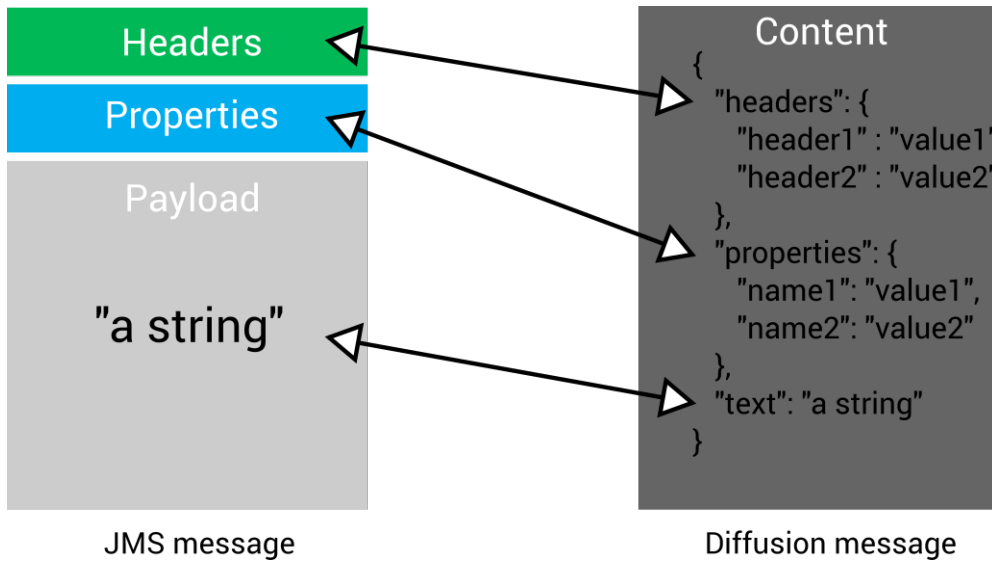 Headers
Properties
Payload
"a string"
JMS message
Content
{
"headers": {
"header1" : "value1"
"header2" : "value2"
},
"properties": {
"name1": "value1",
"name2": "value2"
},
"text": "a string"
}
Diffusion message